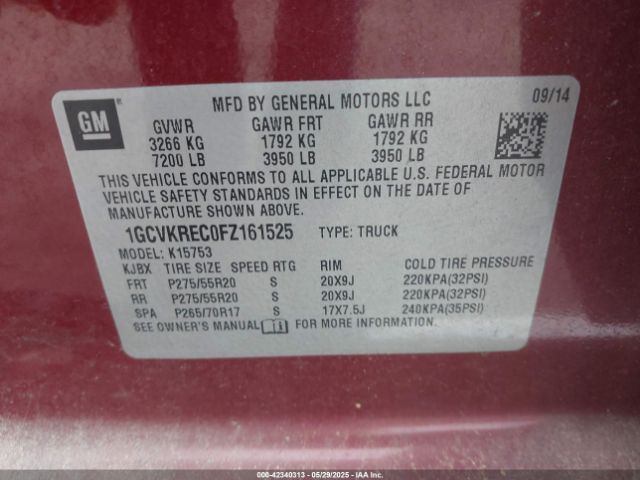 GM
MFD BY GENERAL MOTORS LLC 09/14
GVWR GAWR FRT GAWR RR
3266 KG 1792 KG 1792 KG
7200 LB 3950 LB 3950 LB
THIS VEHICLE CONFORMS TO ALL APPLICABLE U.S. FEDERAL MOTOR
VEHICLE SAFETY STANDARDS IN EFFECT ON THE DATE OF
MANUFACTURE SHOWN ABOVE.
1GCVKREC0FZ161525 TYPE: TRUCK
MODEL: K15753
KJBX TIRE SIZE SPEED RTG RIM COLD TIRE PRESSURE
FRT P275/55R20 S 20X9J 220KPA(32PSI)
RR P275/55R20 S 20X9J 220KPA(32PSI)
SPA P265/70R17 S 17X7.5J 240KPA(35PSI)
SEE OWNER'S MANUAL FOR MORE INFORMATION.
000-42340313 - 05/29/2025 - IAA, Inc.